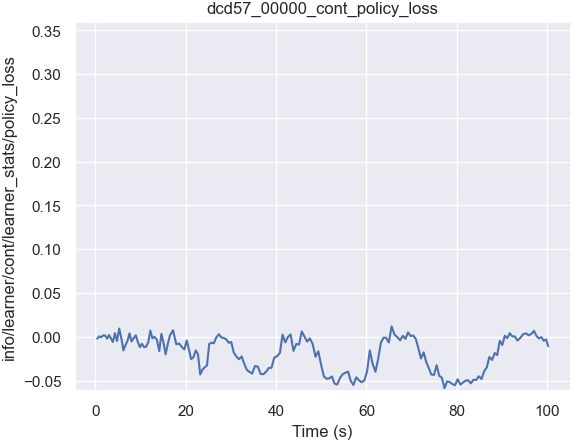 dcd57_00000_cont_policy_loss
info/learner/cont/learner_stats/policy_loss
0.35
0.30
0.25
0.20
0.15
0.10
0.05
0.00
−0.05
0 20 40 60 80 100
Time (s)